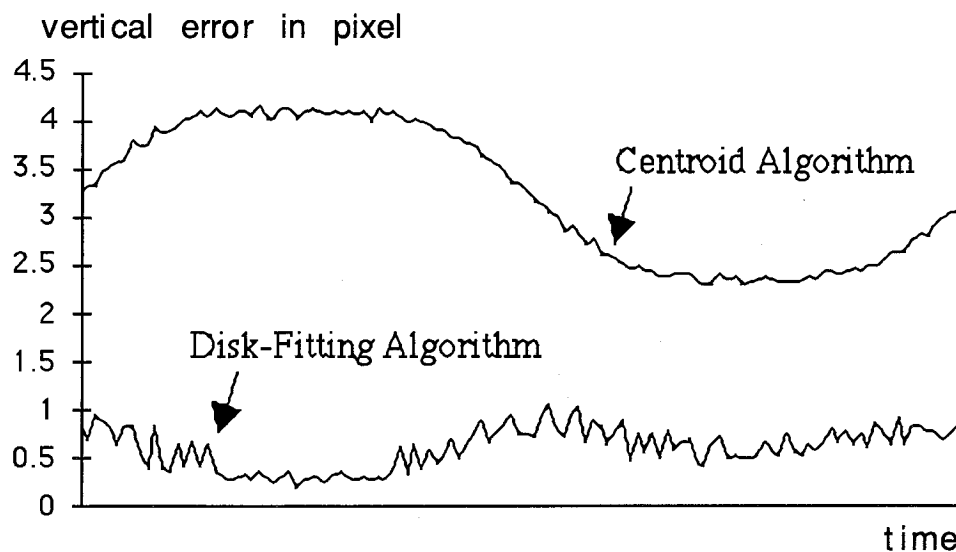 vertical error in pixel
4.5
4
3.5
Centroid Algorithm
3
2.5
2
Disk-Fitting Algorithm
1.5
1
0.5
0
time